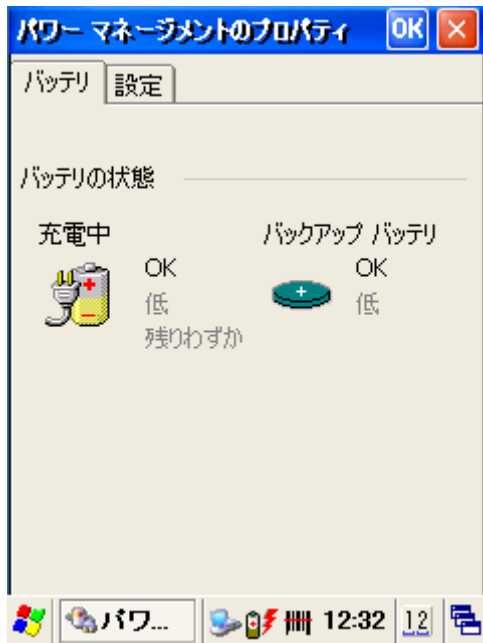 パワー マネージメントのプロパティ OK
バッテリ 設定
バッテリの状態
充電中 バックアップ バッテリ
OK OK
低 低
残りわずか
パワ... 12:32 12